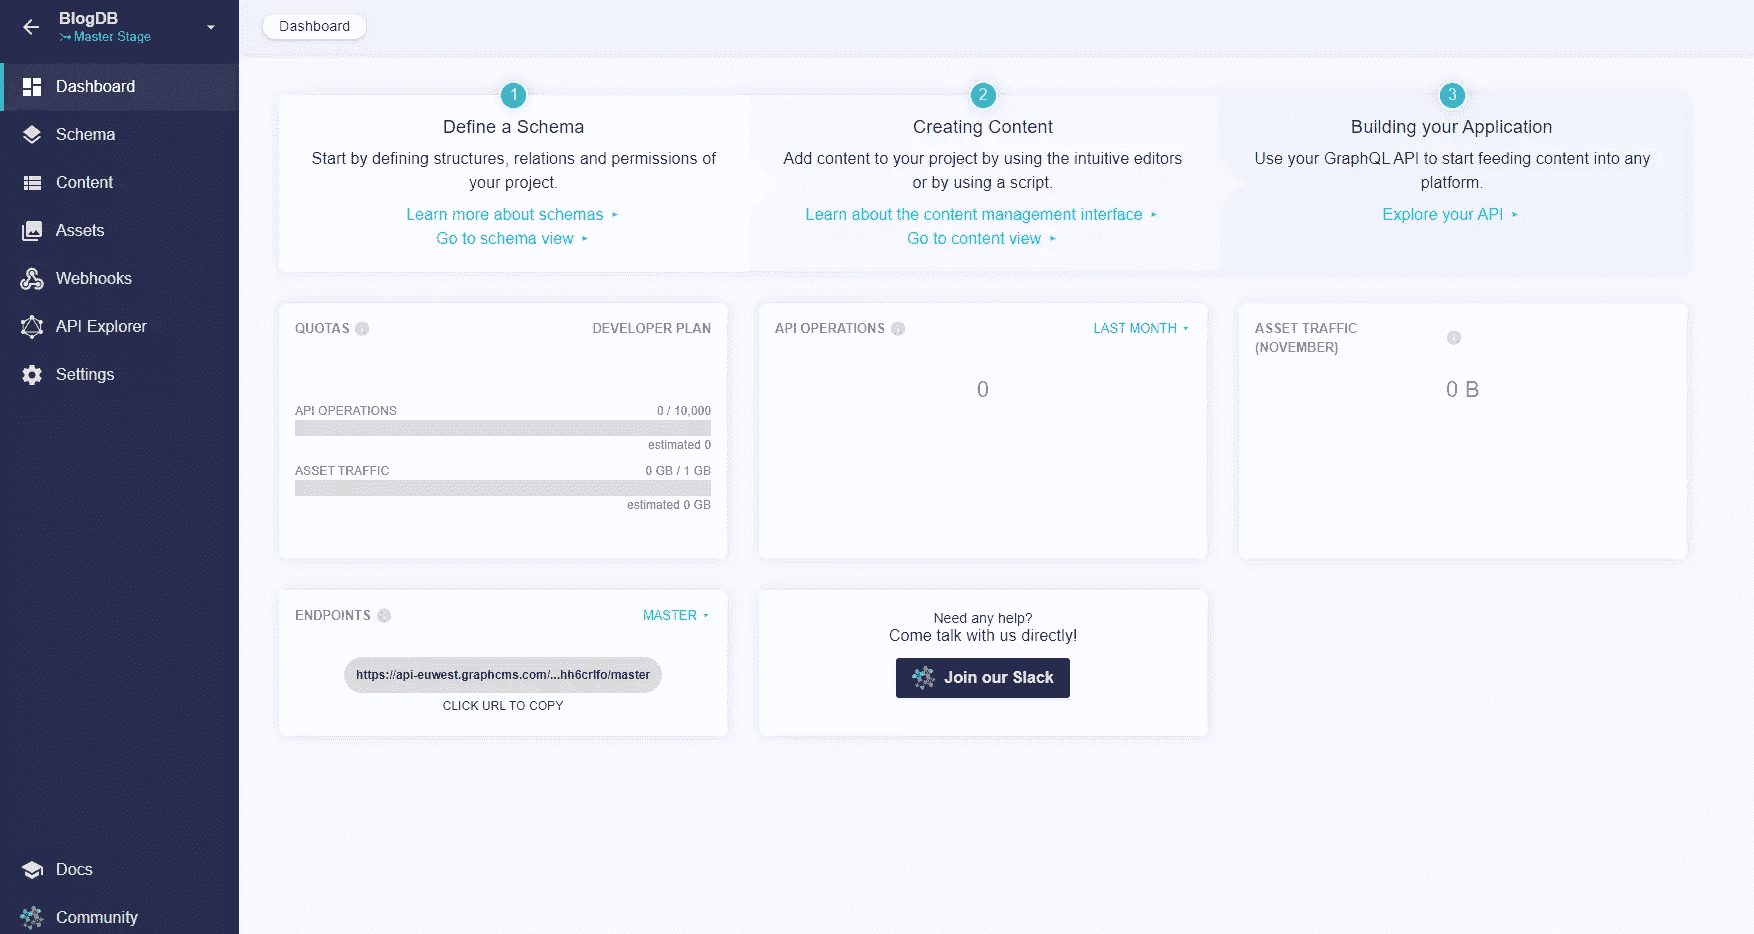 BlogDB
Master Stage
Dashboard
Schema
Content
Assets
Webhooks
API Explorer
Settings
Docs
Community
Dashboard
1
Define a Schema
Start by defining structures, relations and permissions of
your project.
Learn more about schemas
Go to schema view
2
Creating Content
Add content to your project by using the intuitive editors
or by using a script.
Learn about the content management interface
Go to content view
3
Building your Application
Use your GraphQL API to start feeding content into any
platform.
Explore your API
QUOTAS DEVELOPER PLAN
API OPERATIONS 0 / 10,000
estimated 0
ASSET TRAFFIC 0 GB / 1 GB
estimated 0 GB
API OPERATIONS LAST MONTH
0
ASSET TRAFFIC
(NOVEMBER)
0 B
ENDPOINTS MASTER
https://api-euwest.graphcms.com/...hh6crlfo/master
CLICK URL TO COPY
Need any help?
Come talk with us directly!
Join our Slack